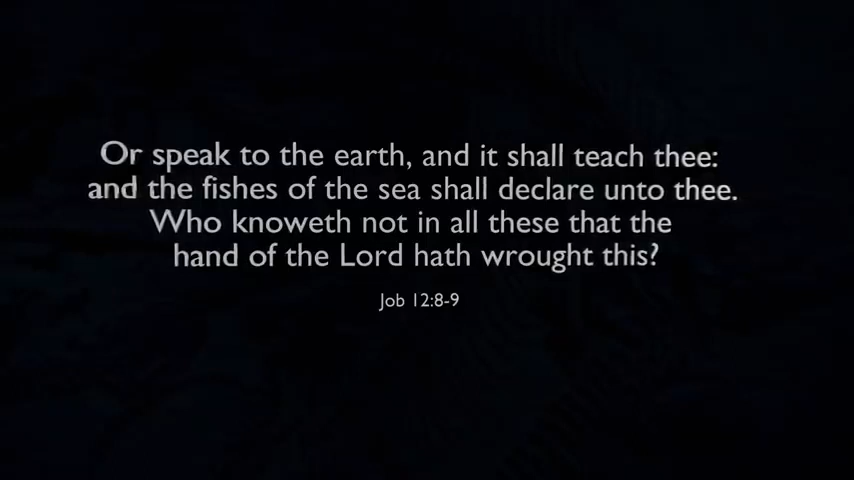 Or speak to the earth, and it shall teach thee:
and the fishes of the sea shall declare unto thee.
Who knoweth not in all these that the
hand of the Lord hath wrought this?
Job 12:8-9